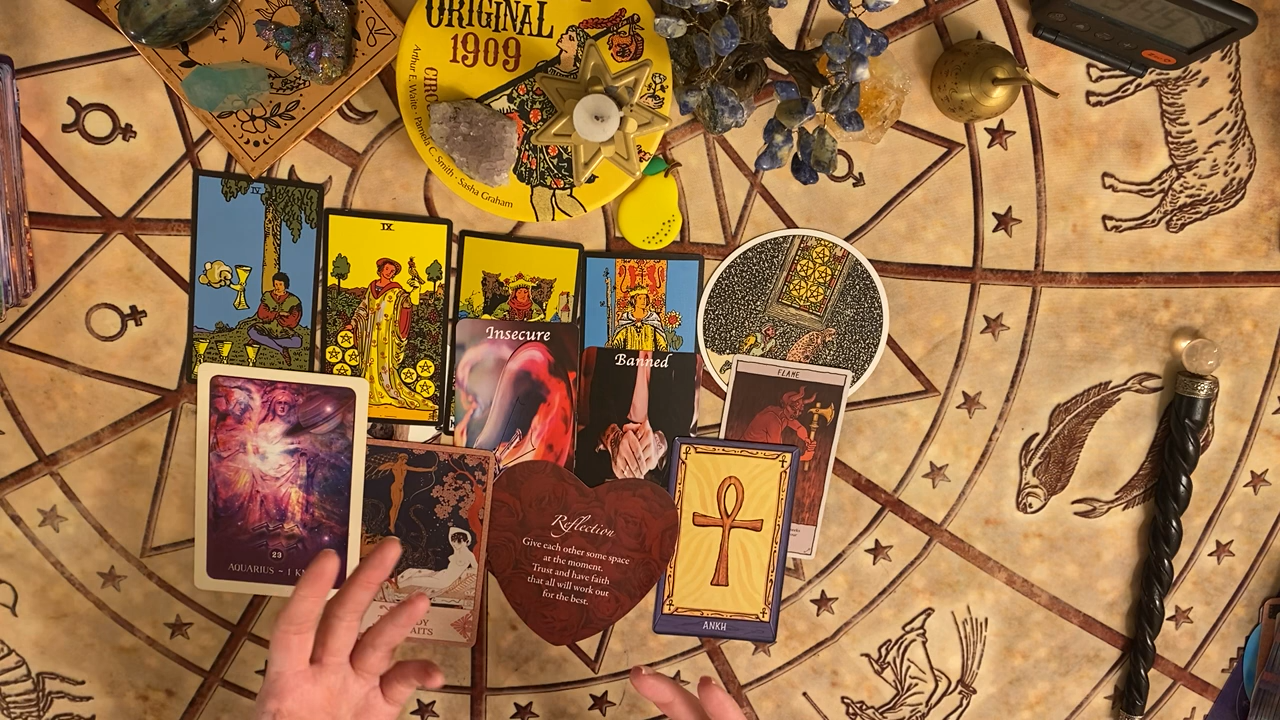 ORIGINAL
1909
Arthur E. Waite · Pamela C. Smith · Sasha Graham
IV
IX
Insecure
Banned
FLAME
23
AQUARIUS ~ I
Reflection
Give each other some space
at the moment.
Trust and have faith
that all will work out
for the best.
ANKH